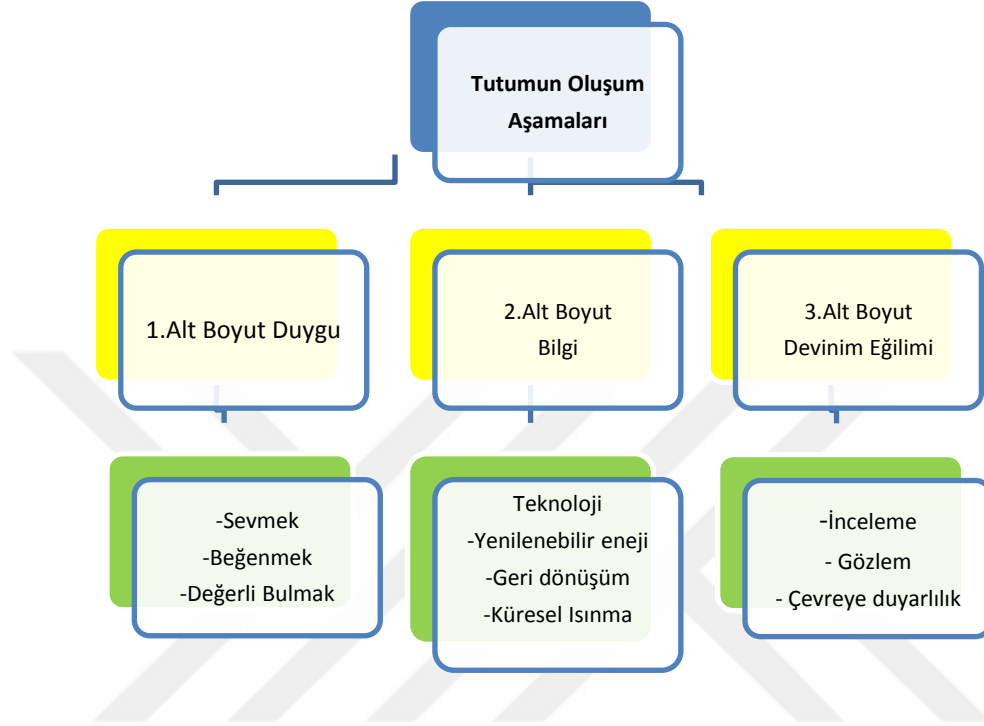 Tutumun Oluşum
Aşamaları
1.Alt Boyut Duygu
2.Alt Boyut
Bilgi
3.Alt Boyut
Devinim Eğilimi
-Sevmek
-Beğenmek
-Değerli Bulmak
Teknoloji
-Yenilenebilir eneji
-Geri dönüşüm
-Küresel Isınma
-İnceleme
- Gözlem
- Çevreye duyarlılık